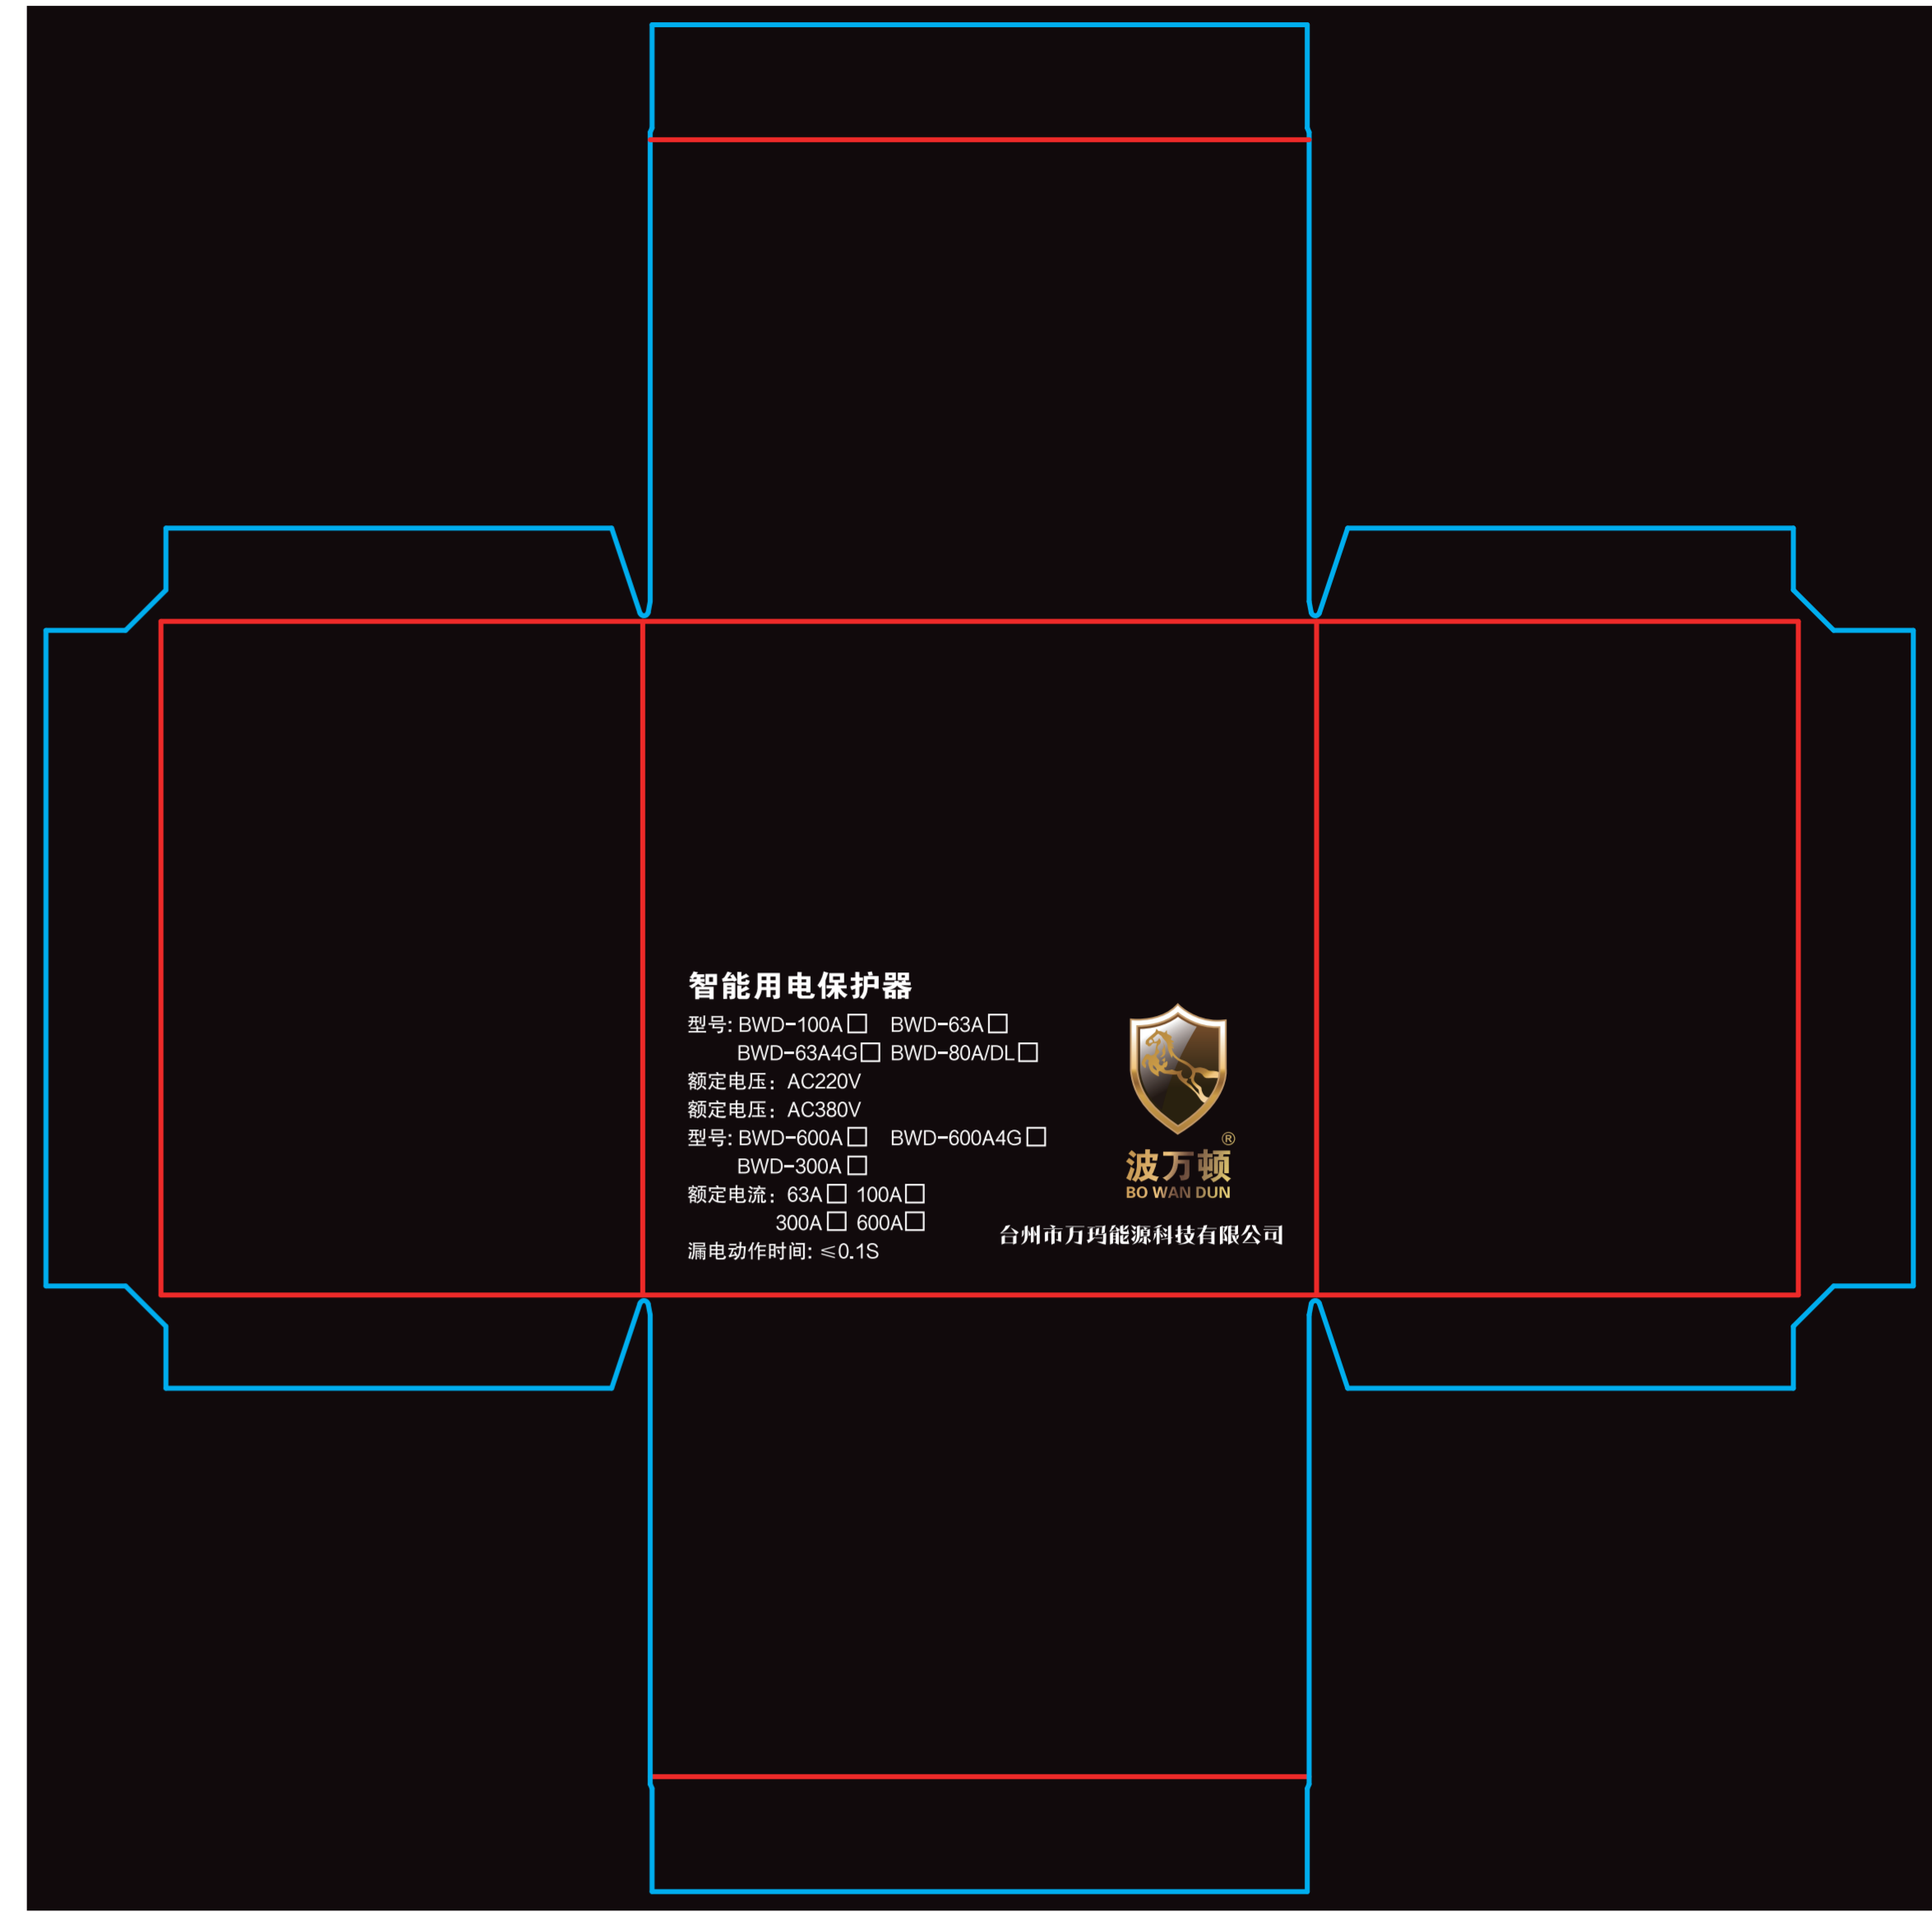 智能用电保护器
型号: BWD-100A□ BWD-63A□
BWD-63A4G□ BWD-80A/DL□
额定电压: AC220V
额定电压: AC380V
型号: BWD-600A□ BWD-600A4G□
BWD-300A□
额定电流: 63A□ 100A□
300A□ 600A□
漏电动作时间: ≤0.1S
®
波万顿
BO WAN DUN
台州市万玛能源科技有限公司